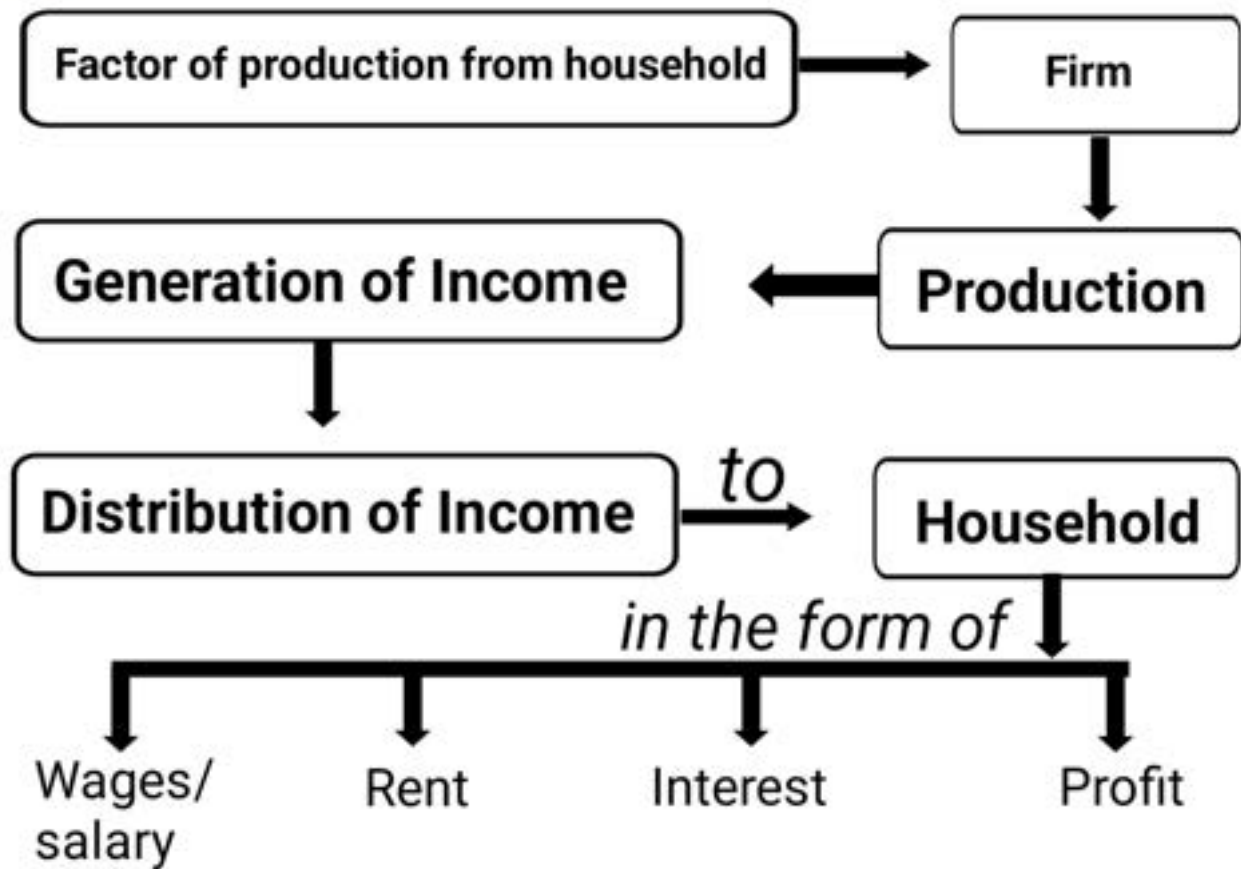 Factor of production from household
Firm
Generation of Income
Production
Distribution of Income
to
Household
in the form of
Wages/
salary
Rent
Interest
Profit